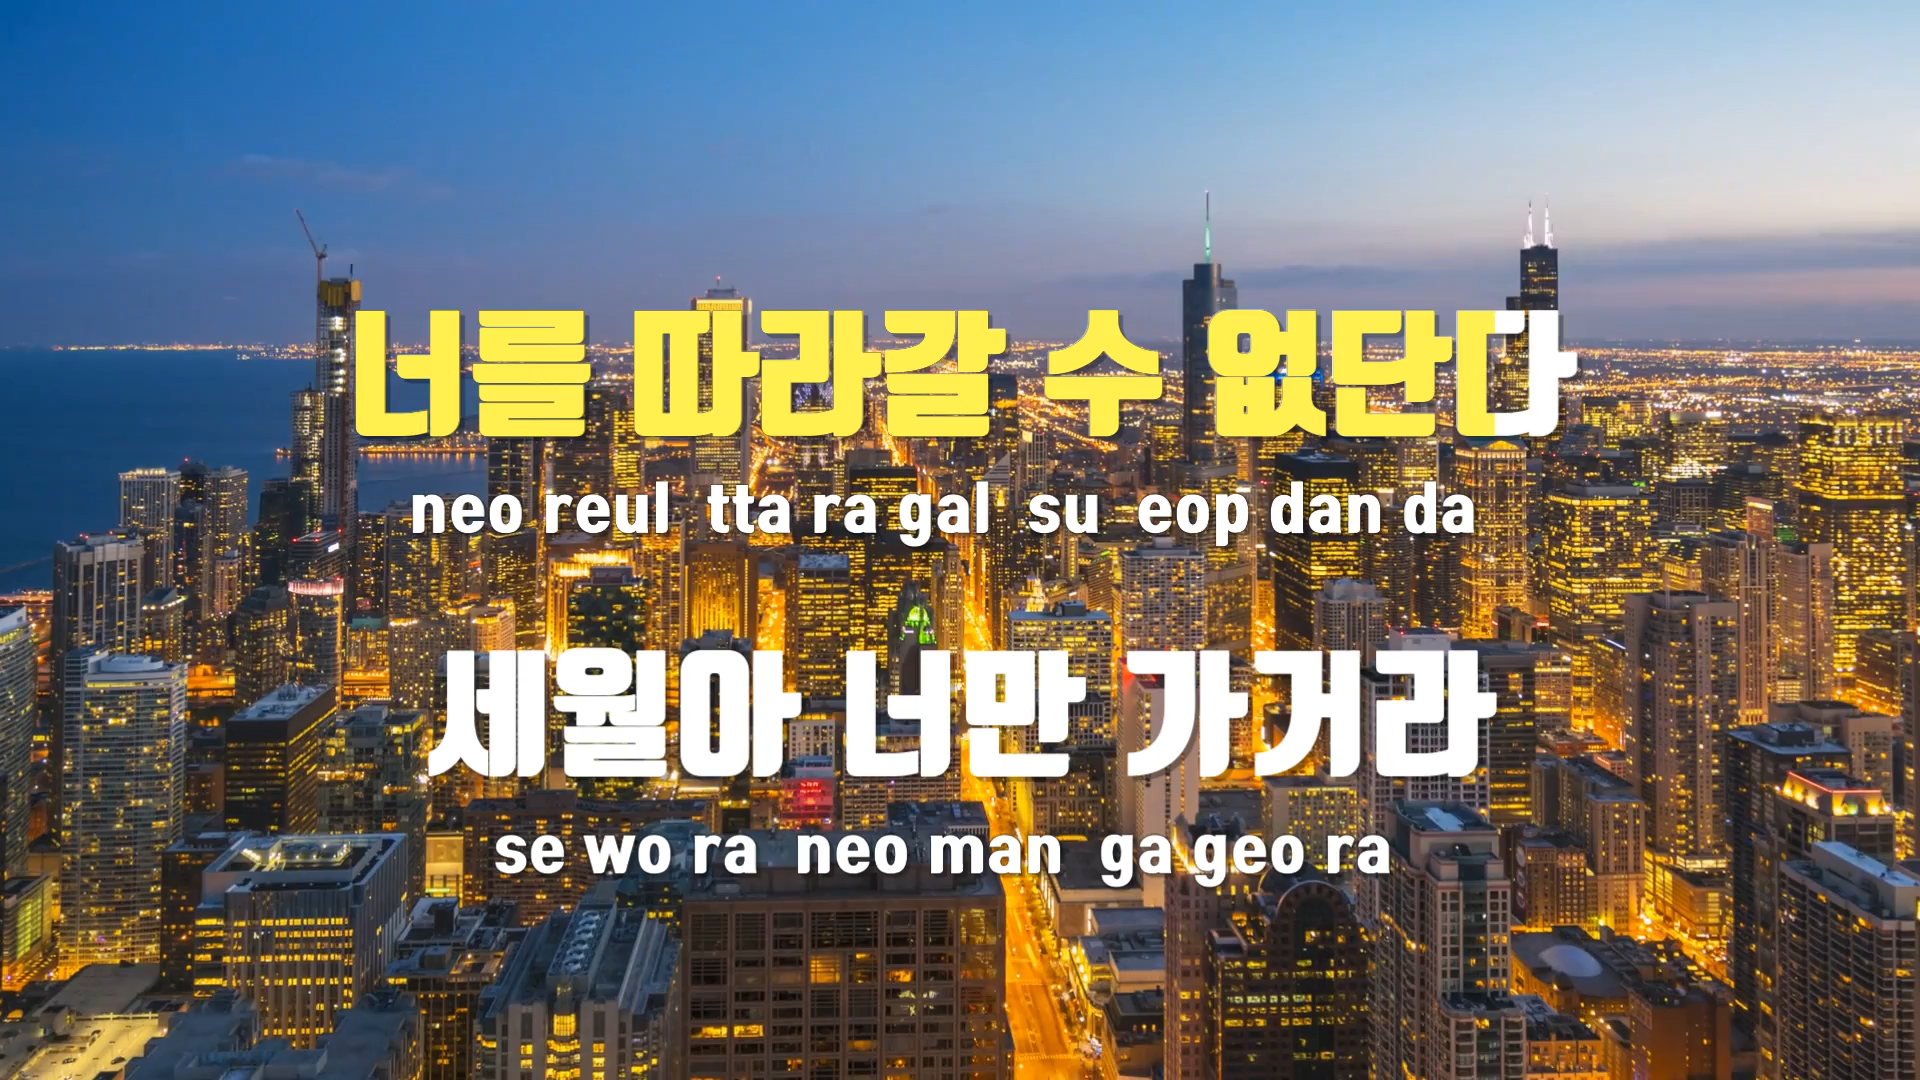 너를 따라갈 수 없단다
neo reul tta ra gal su eop dan da
세월아 너만 가거라
se wo ra neo man ga geo ra